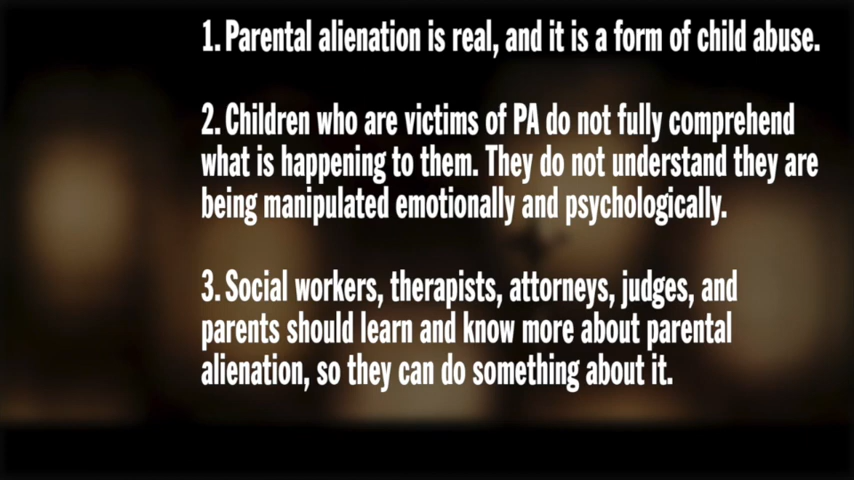 1. Parental alienation is real, and it is a form of child abuse.
2. Children who are victims of PA do not fully comprehend
what is happening to them. They do not understand they are
being manipulated emotionally and psychologically.
3. Social workers, therapists, attorneys, judges, and
parents should learn and know more about parental
alienation, so they can do something about it.